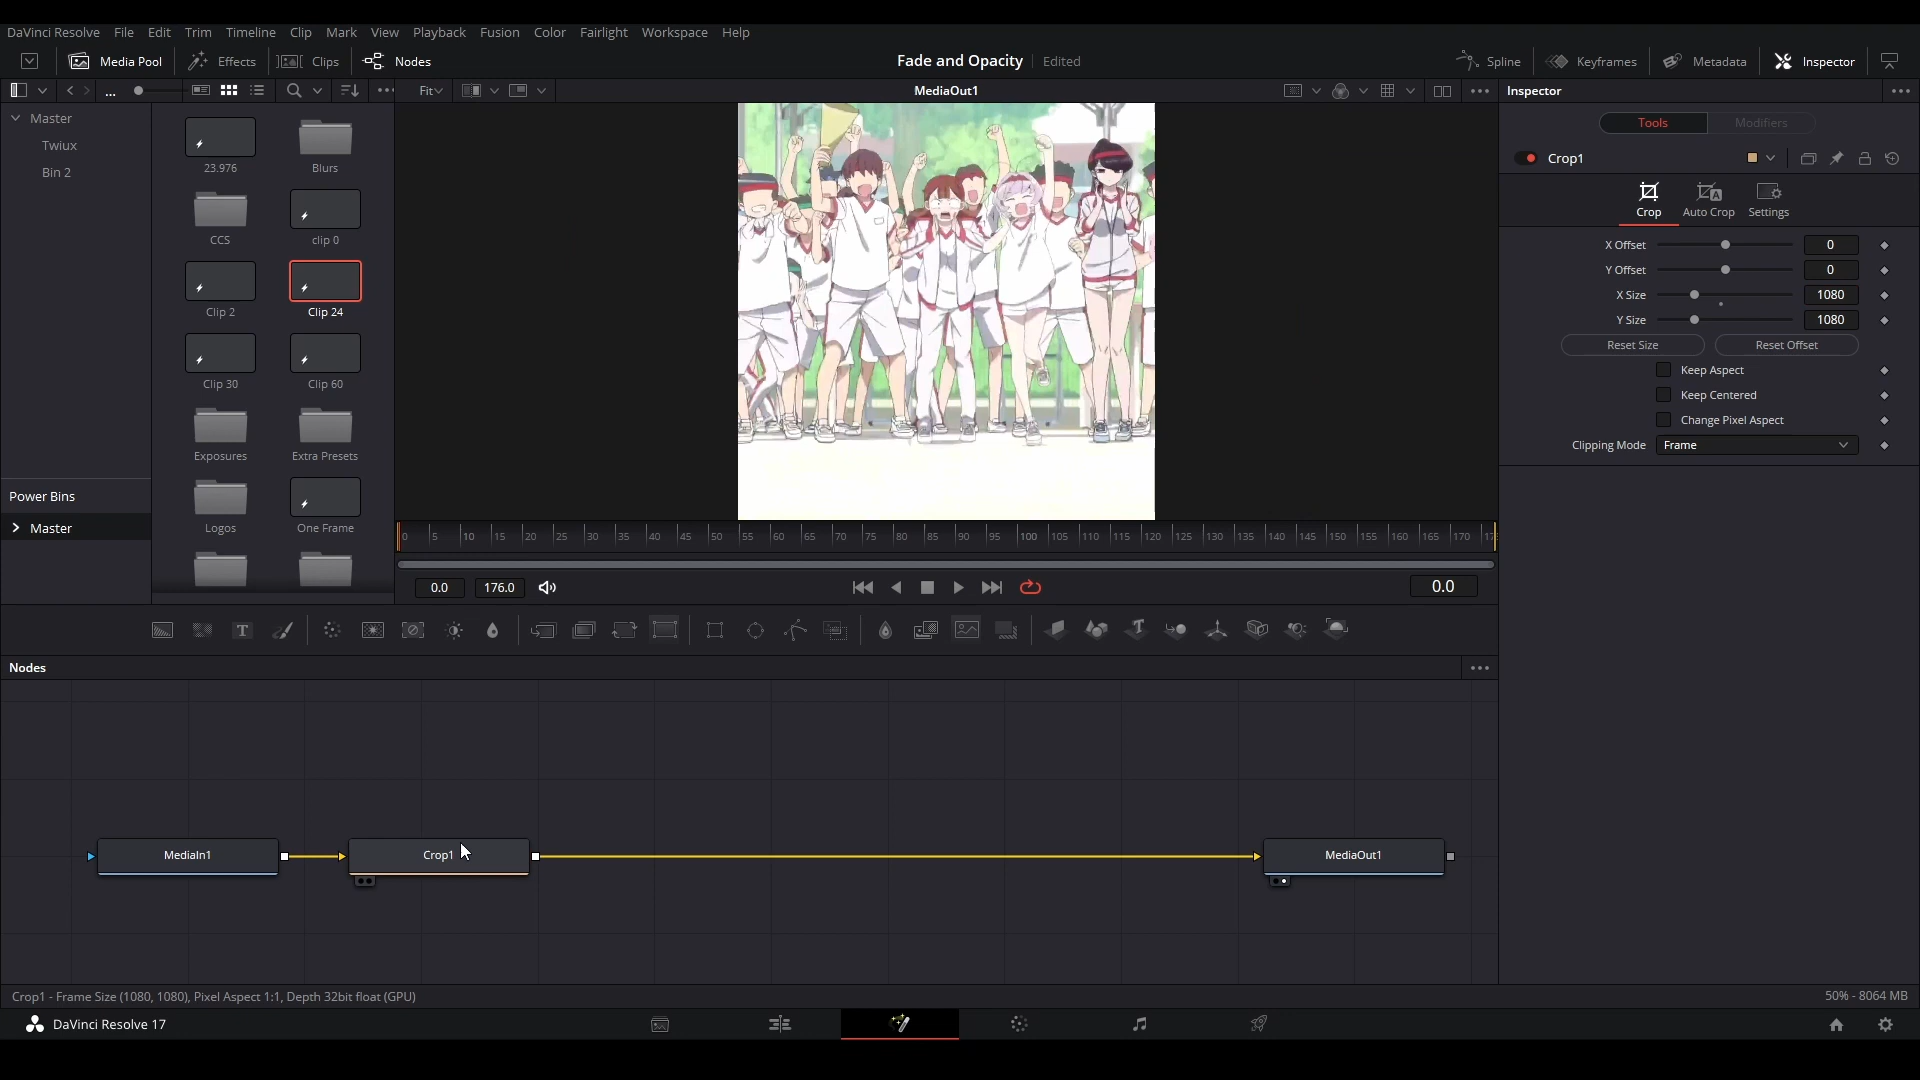 DaVinci Resolve File Edit Trim Timeline Clip Mark View Playback Fusion Color Fairlight Workspace Help
Media Pool Effects Clips Nodes Fade and Opacity Edited Spline Keyframes Metadata Inspector
... Fit MediaOut1 Inspector
Master
Twiux
Bin 2
Power Bins
Master
23.976 Blurs
CCS clip 0
Clip 2 Clip 24
Clip 30 Clip 60
Exposures Extra Presets
Logos One Frame
0 5 10 15 20 25 30 35 40 45 50 55 60 65 70 75 80 85 90 95 100 105 110 115 120 125 130 135 140 145 150 155 160 165 170
0.0 176.0 0.0
Tools Modifiers
Crop1
Crop Auto Crop Settings
X Offset 0
Y Offset 0
X Size 1080
Y Size 1080
Reset Size Reset Offset
Keep Aspect
Keep Centered
Change Pixel Aspect
Clipping Mode Frame
T
Nodes
MediaIn1 Crop1 MediaOut1
Crop1 - Frame Size (1080, 1080), Pixel Aspect 1:1, Depth 32bit float (GPU) 50% - 8064 MB
DaVinci Resolve 17